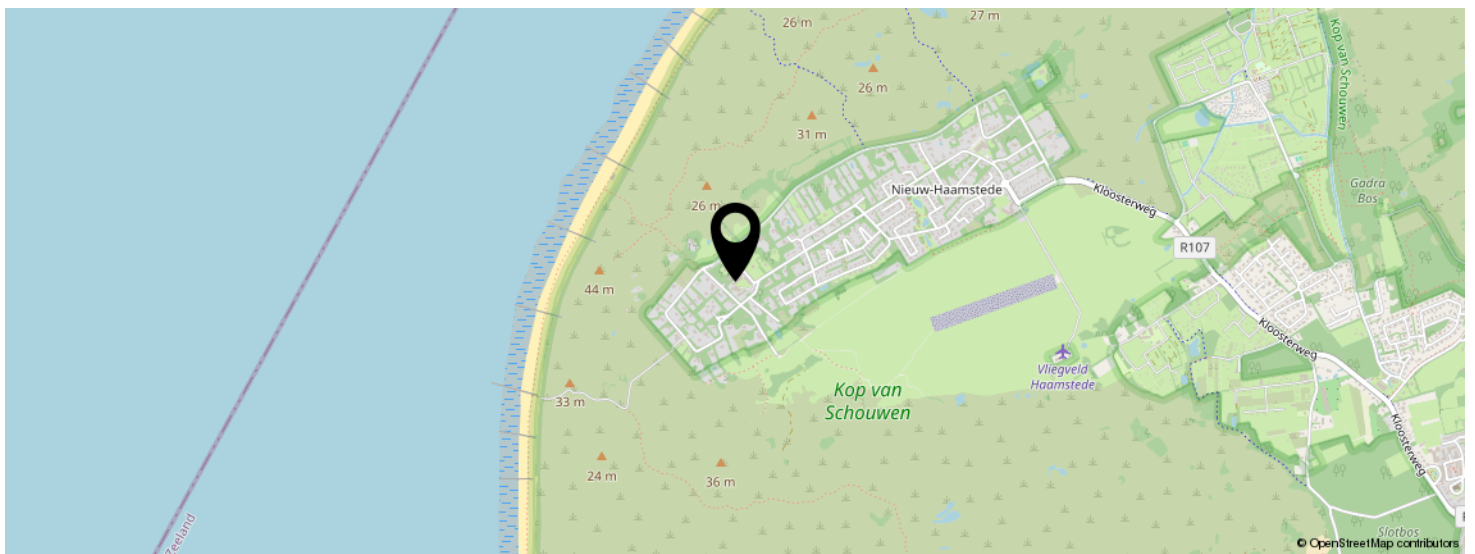 26 m
27 m
26 m
31 m
Kop van Schouwen
Gadra
Bos
Nieuw-Haamstede
Kloosterweg
26 m
R107
44 m
Kloosterweg
Vliegveld
Haamstede
Kop van
Schouwen
33 m
24 m
36 m
Kloosterweg
Zeeland
Slotbos
© OpenStreetMap contributors